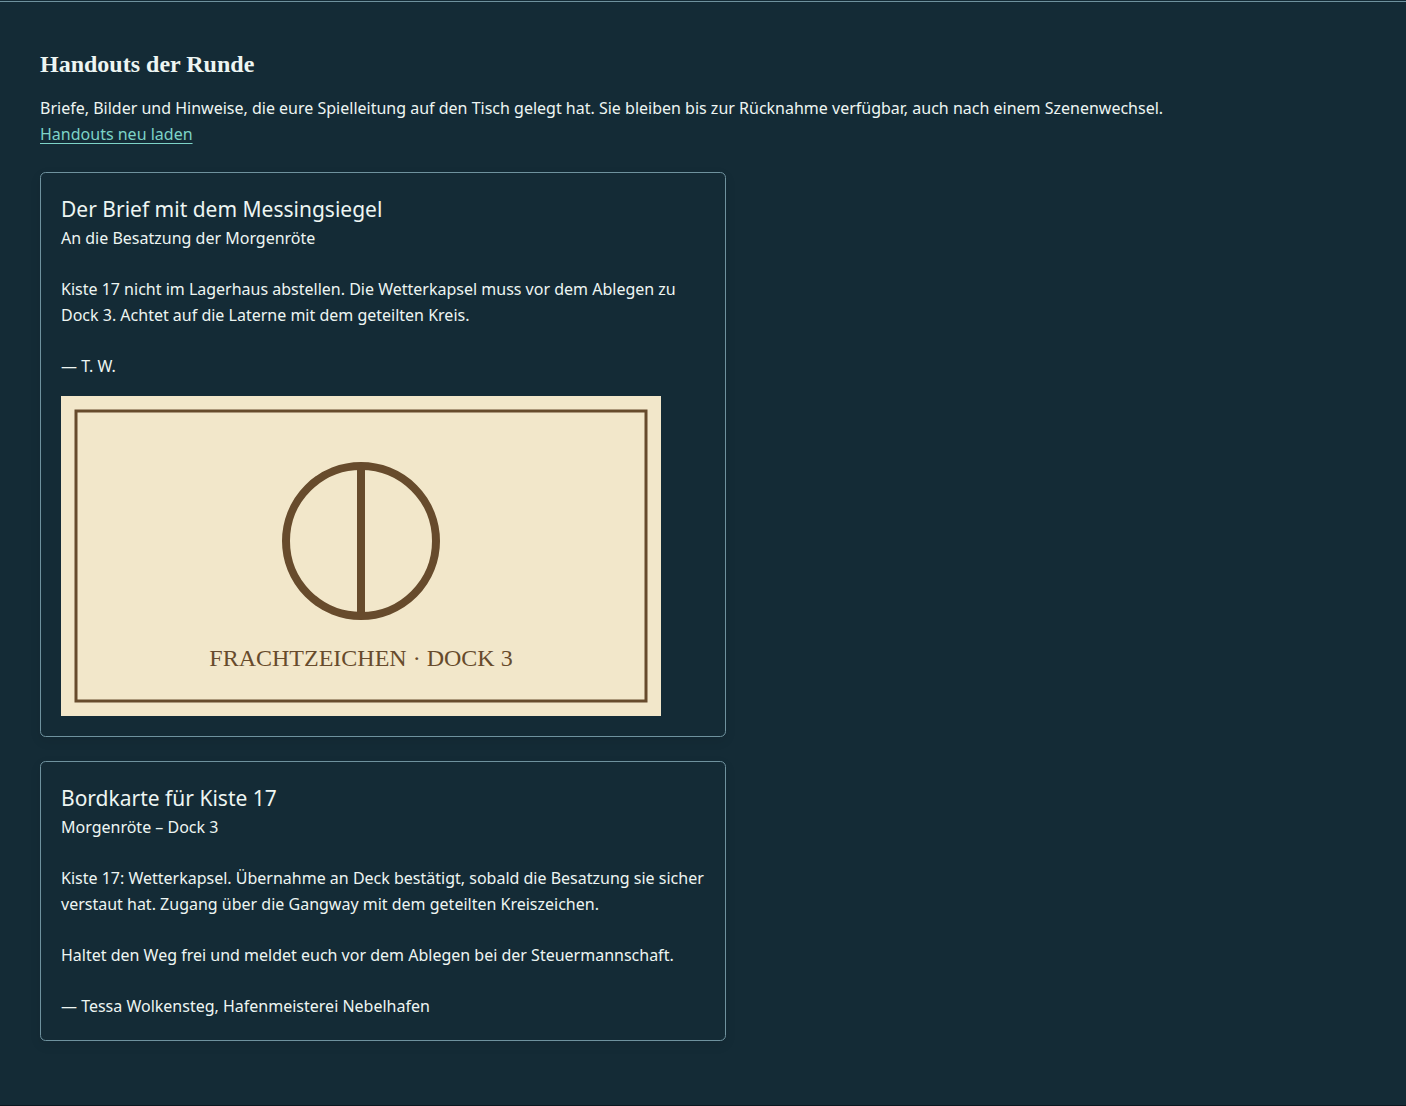 Handouts der Runde
Briefe, Bilder und Hinweise, die eure Spielleitung auf den Tisch gelegt hat. Sie bleiben bis zur Rücknahme verfügbar, auch nach einem Szenenwechsel.
Handouts neu laden
Der Brief mit dem Messingsiegel
An die Besatzung der Morgenröte
Kiste 17 nicht im Lagerhaus abstellen. Die Wetterkapsel muss vor dem Ablegen zu
Dock 3. Achtet auf die Laterne mit dem geteilten Kreis.
— T. W.
FRACHTZEICHEN · DOCK 3
Bordkarte für Kiste 17
Morgenröte – Dock 3
Kiste 17: Wetterkapsel. Übernahme an Deck bestätigt, sobald die Besatzung sie sicher
verstaut hat. Zugang über die Gangway mit dem geteilten Kreiszeichen.
Haltet den Weg frei und meldet euch vor dem Ablegen bei der Steuermannschaft.
— Tessa Wolkensteg, Hafenmeisterei Nebelhafen